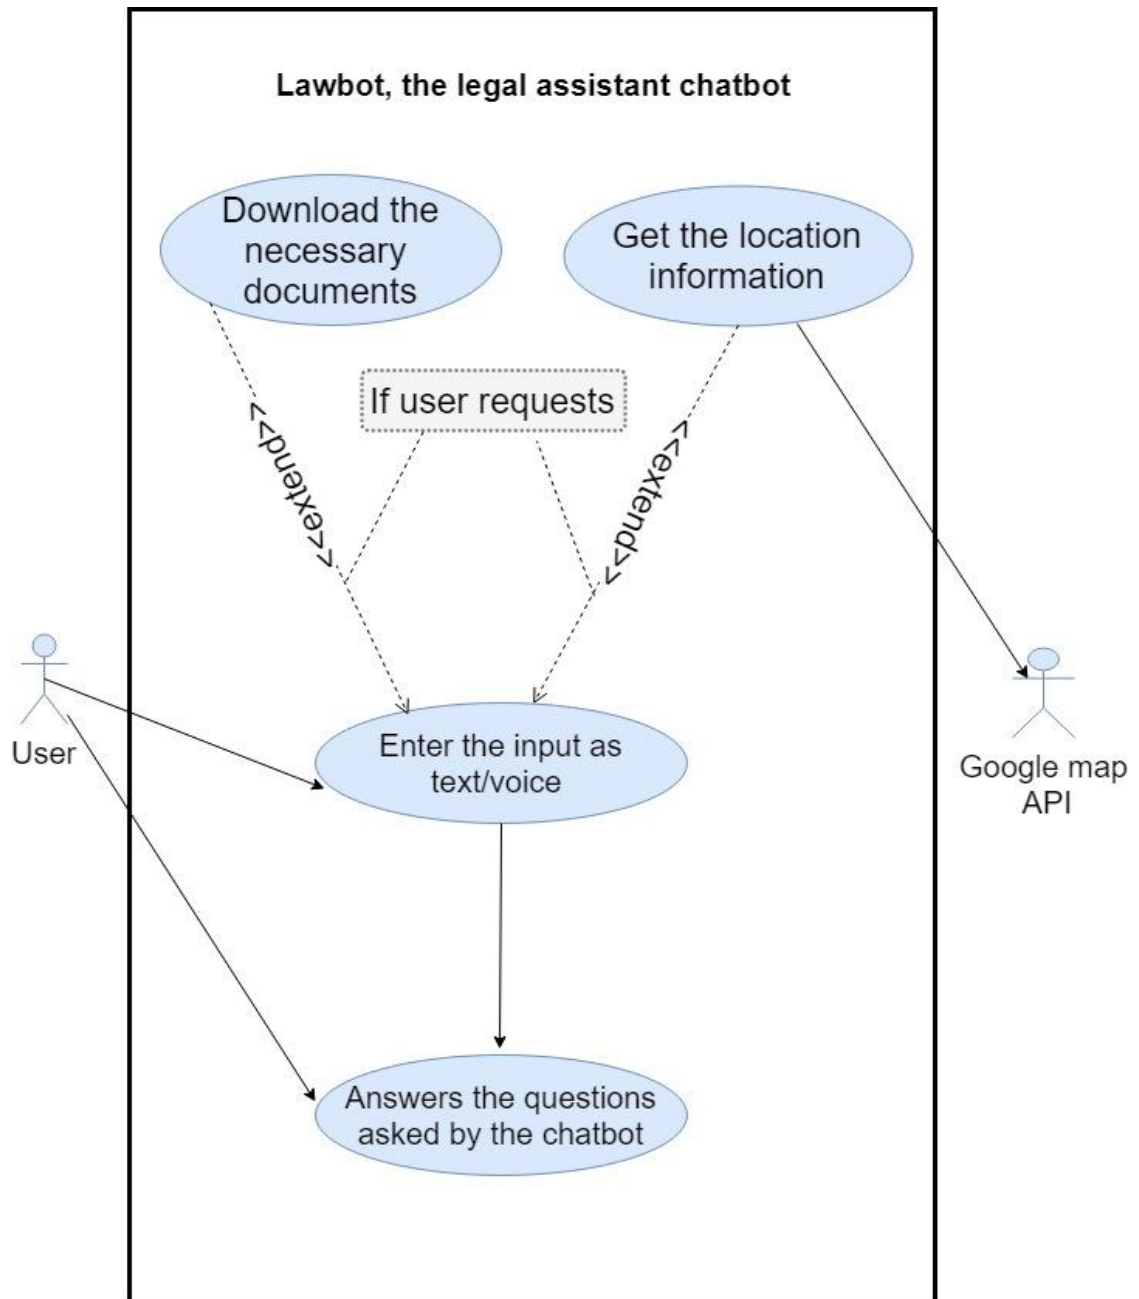 Lawbot, the legal assistant chatbot
Download the
necessary
documents
Get the location
information
If user requests
<<extend>>
<<extend>>
User
Google map
API
Enter the input as
text/voice
Answers the questions
asked by the chatbot